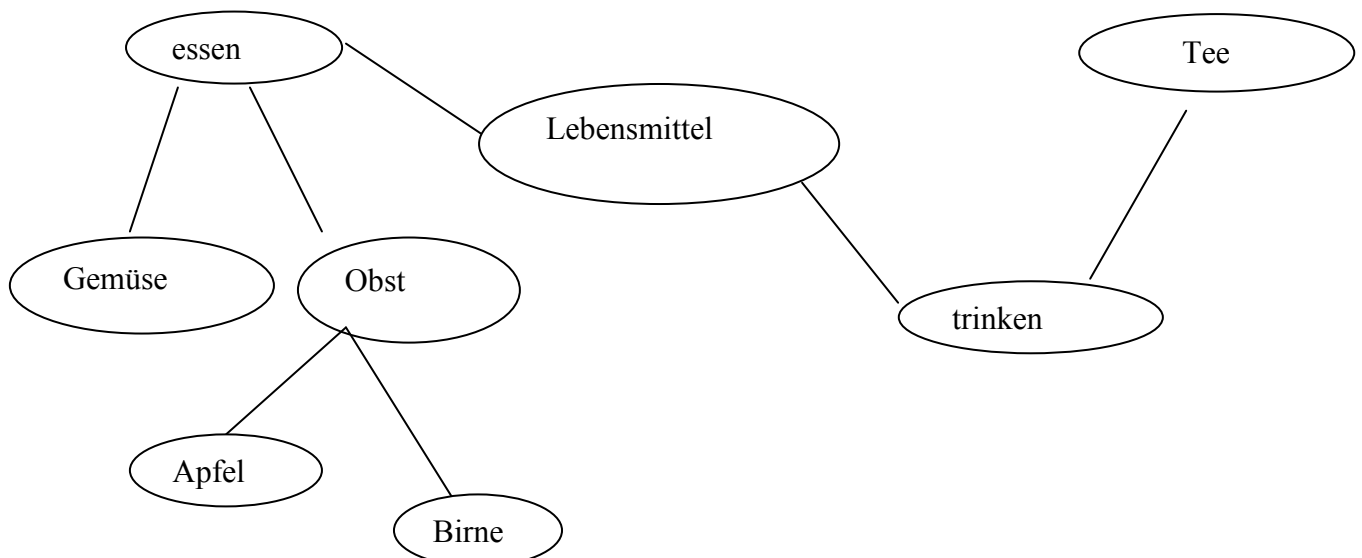 essen
Tee
Lebensmittel
Gemüse
Obst
trinken
Apfel
Birne